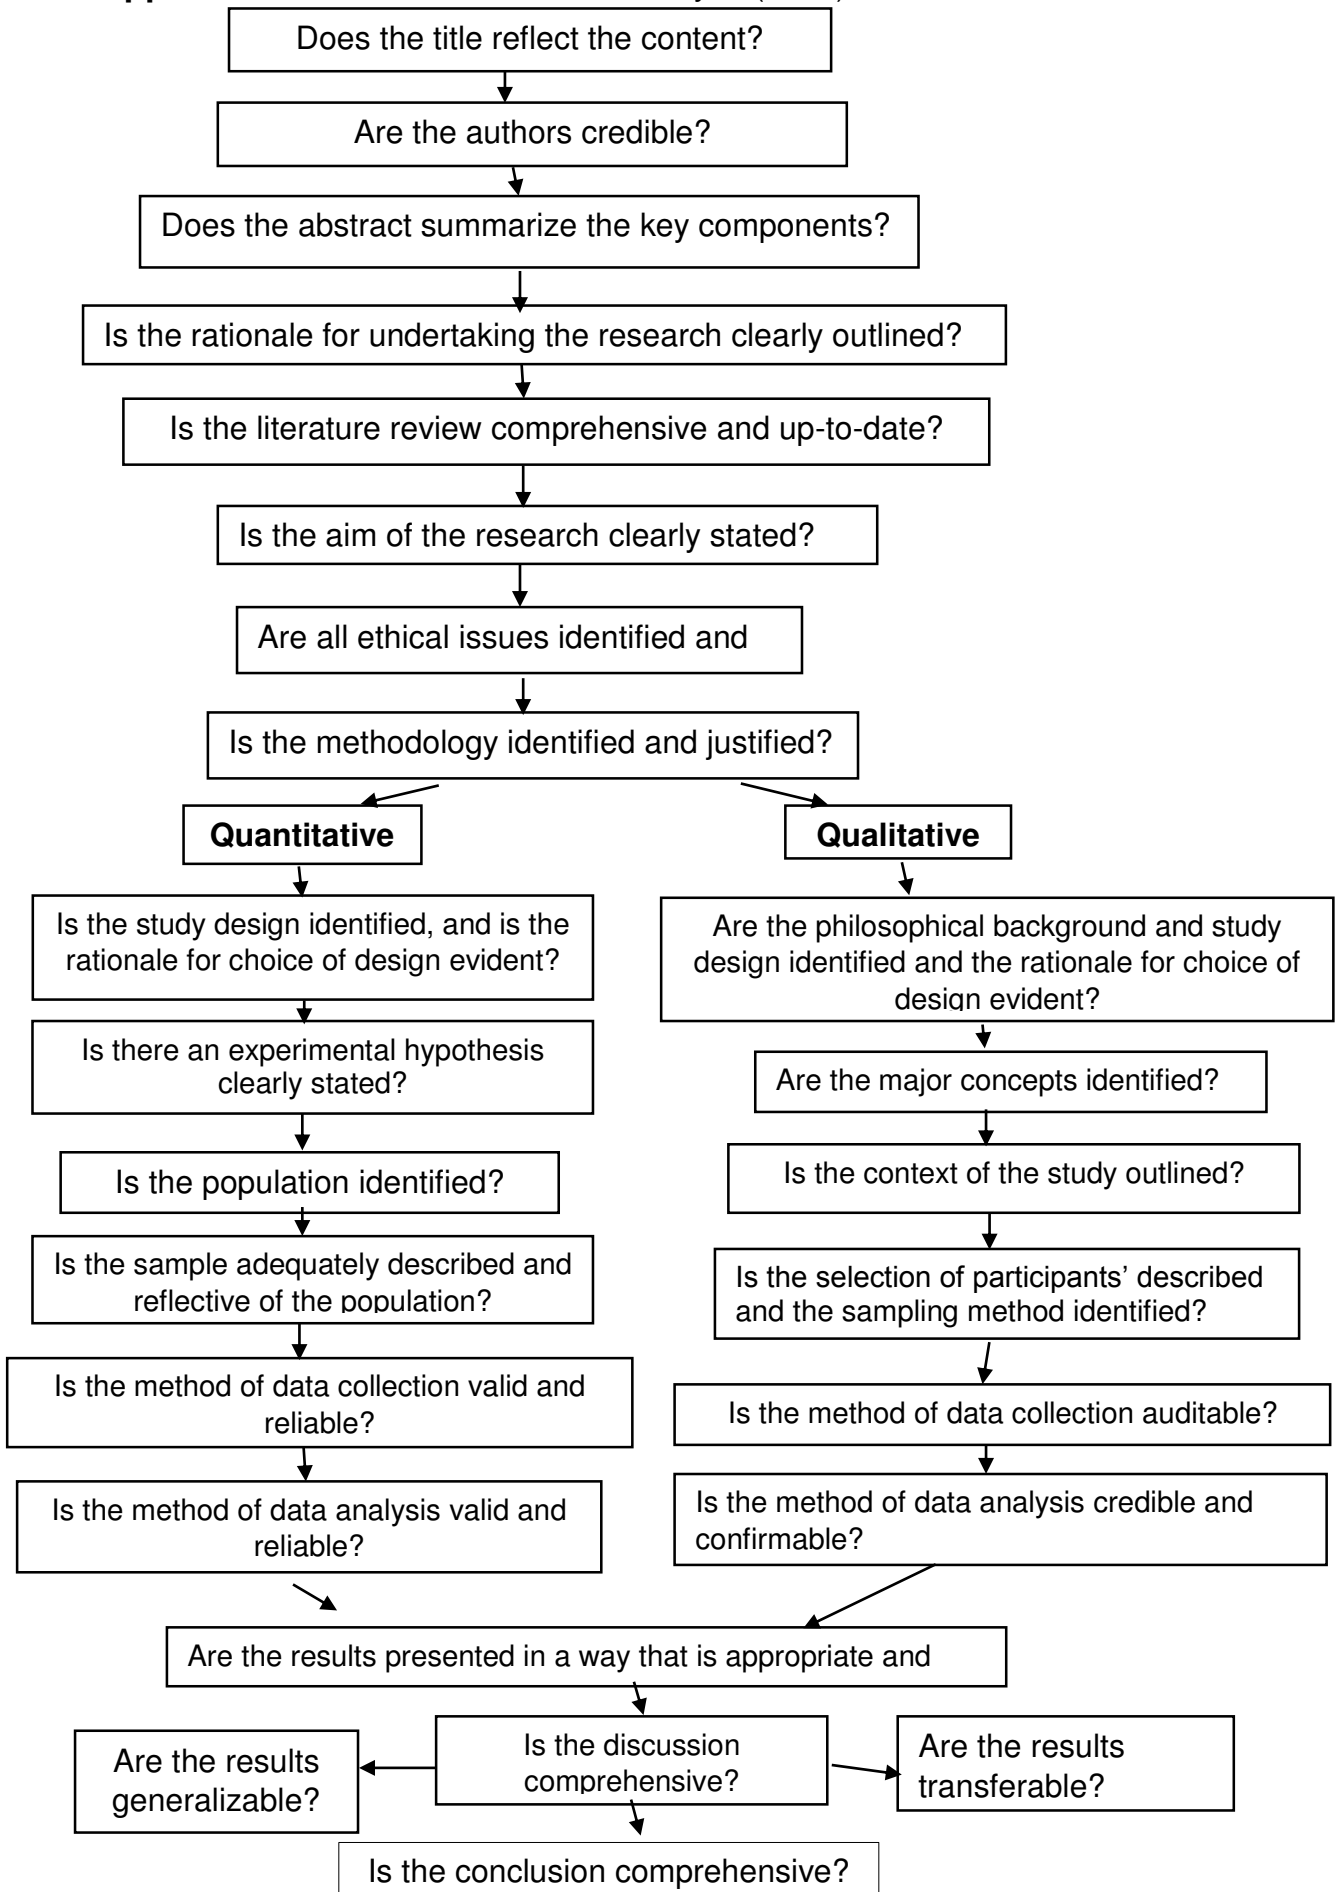 Does the title reflect the content?
Are the authors credible?
Does the abstract summarize the key components?
Is the rationale for undertaking the research clearly outlined?
Is the literature review comprehensive and up-to-date?
Is the aim of the research clearly stated?
Are all ethical issues identified and
Is the methodology identified and justified?
Quantitative
Is the study design identified, and is the
rationale for choice of design evident?
Is there an experimental hypothesis
clearly stated?
Is the population identified?
Is the sample adequately described and
reflective of the population?
Is the method of data collection valid and
reliable?
Is the method of data analysis valid and
reliable?
Qualitative
Are the philosophical background and study
design identified and the rationale for choice of
design evident?
Are the major concepts identified?
Is the context of the study outlined?
Is the selection of participants’ described
and the sampling method identified?
Is the method of data collection auditable?
Is the method of data analysis credible and
confirmable?
Are the results presented in a way that is appropriate and
Are the results
generalizable?
Is the discussion
comprehensive?
Are the results
transferable?
Is the conclusion comprehensive?